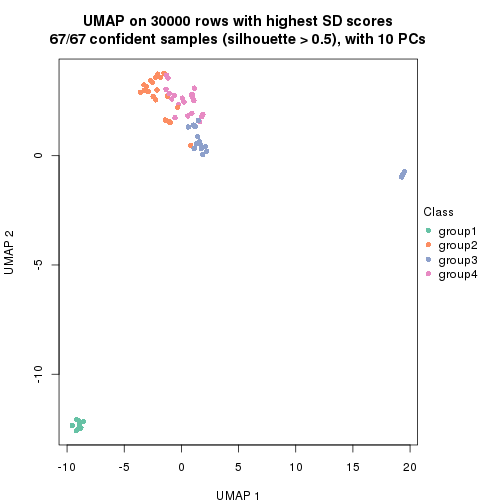 UMAP on 30000 rows with highest SD scores
67/67 confident samples (silhouette > 0.5), with 10 PCs
0
-5
-10
UMAP 2
-10 -5 0 5 10 15 20
UMAP 1
Class
group1
group2
group3
group4